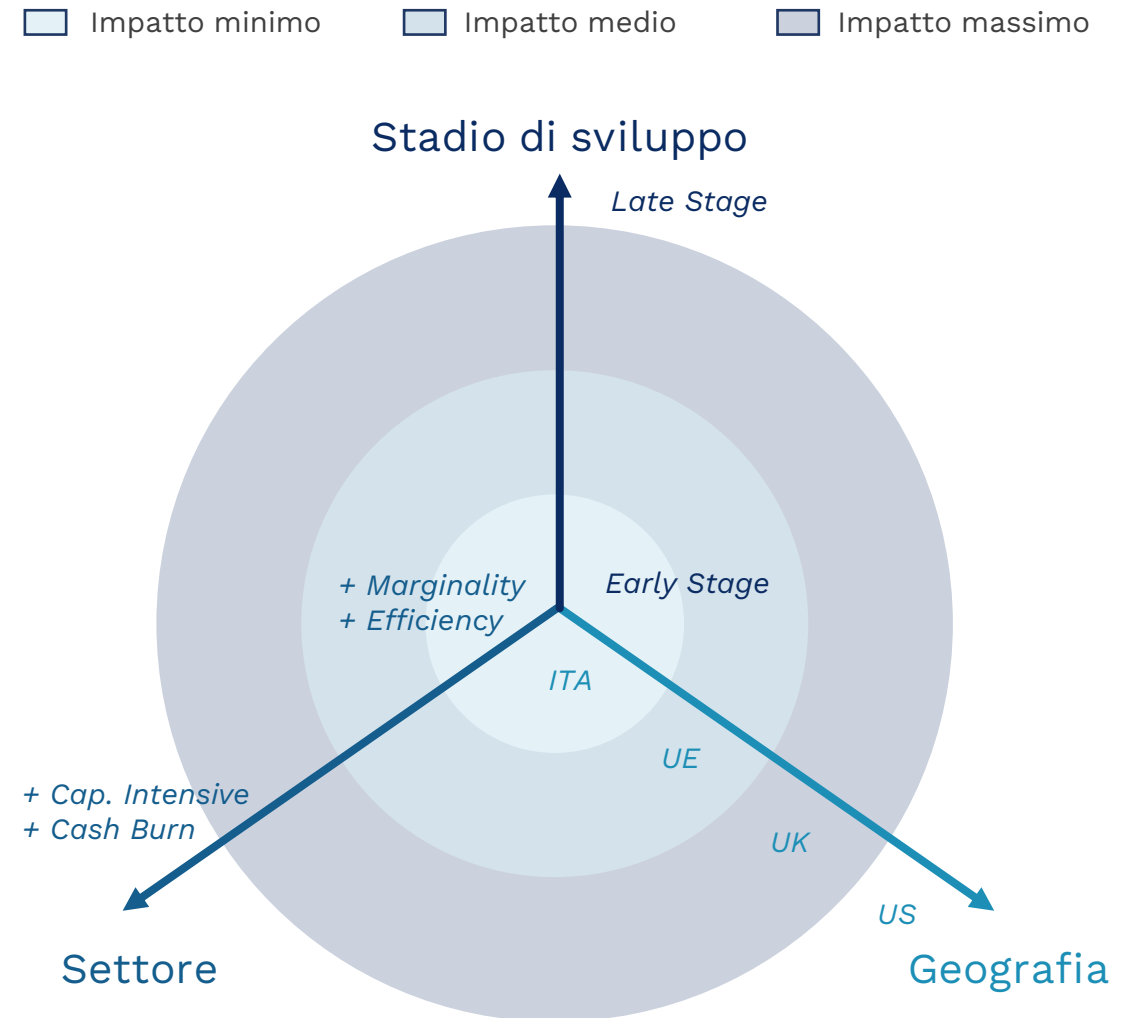 Impatto minimo
Impatto medio
Impatto massimo
Stadio di sviluppo
Late Stage
+ Marginality
+ Efficiency
Early Stage
ITA
UE
+ Cap. Intensive
+ Cash Burn
UK
US
Settore
Geografia